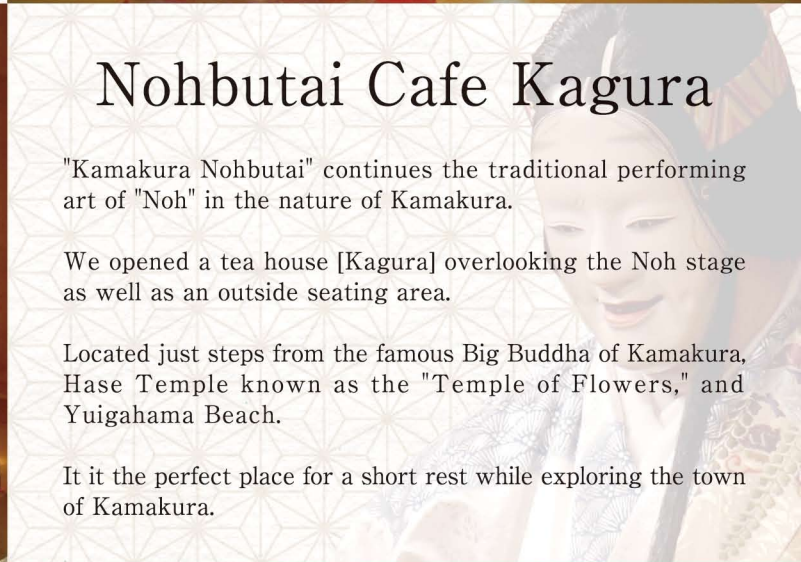 Nohbutai Cafe Kagura
"Kamakura Nohbutai" continues the traditional performing
art of "Noh" in the nature of Kamakura.
We opened a tea house [Kagura] overlooking the Noh stage
as well as an outside seating area.
Located just steps from the famous Big Buddha of Kamakura,
Hase Temple known as the "Temple of Flowers," and
Yuigahama Beach.
It it the perfect place for a short rest while exploring the town
of Kamakura.